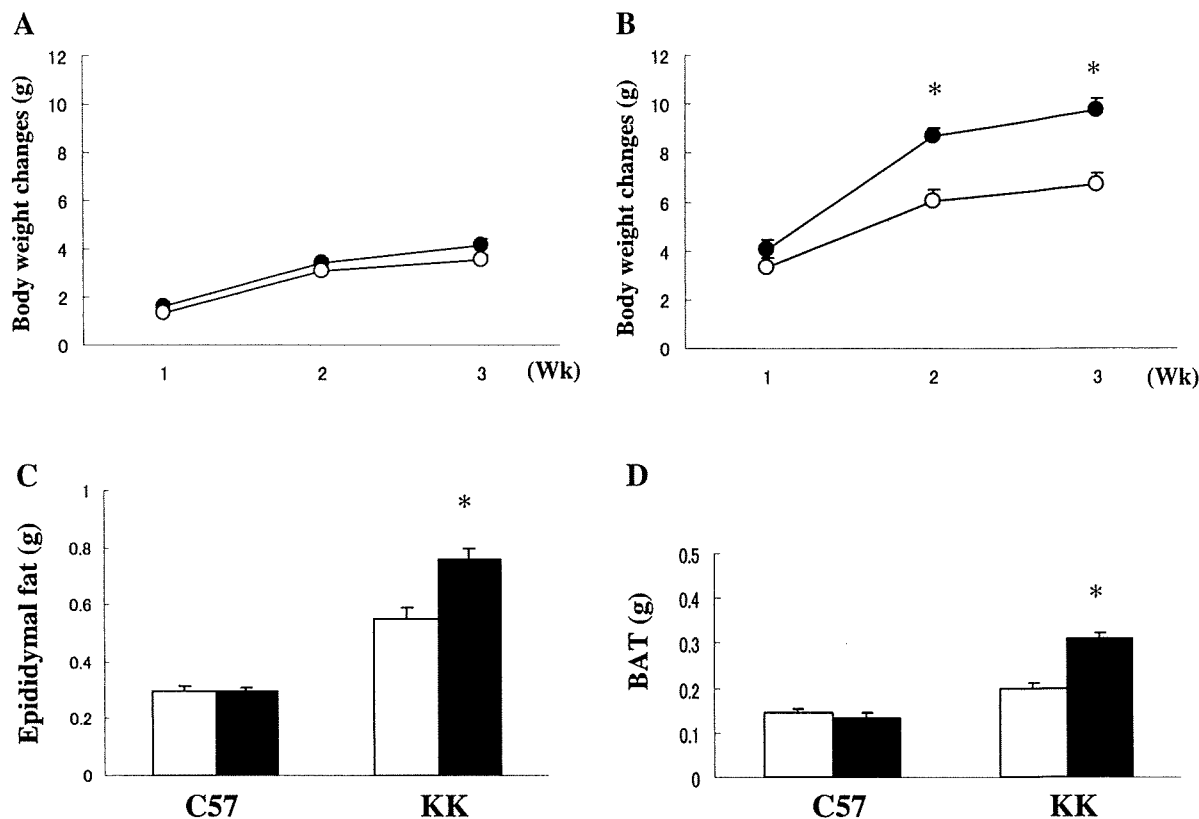 A
Body weight changes (g)
12
10
8
6
4
2
0
1 2 3 (Wk)
B
Body weight changes (g)
12
10
8
6
4
2
0
* *
1 2 3 (Wk)
C
Epididymal fat (g)
1
0.8
0.6
0.4
0.2
0
*
C57 KK
D
BAT (g)
0.5
0.4
0.3
0.2
0.1
0
*
C57 KK